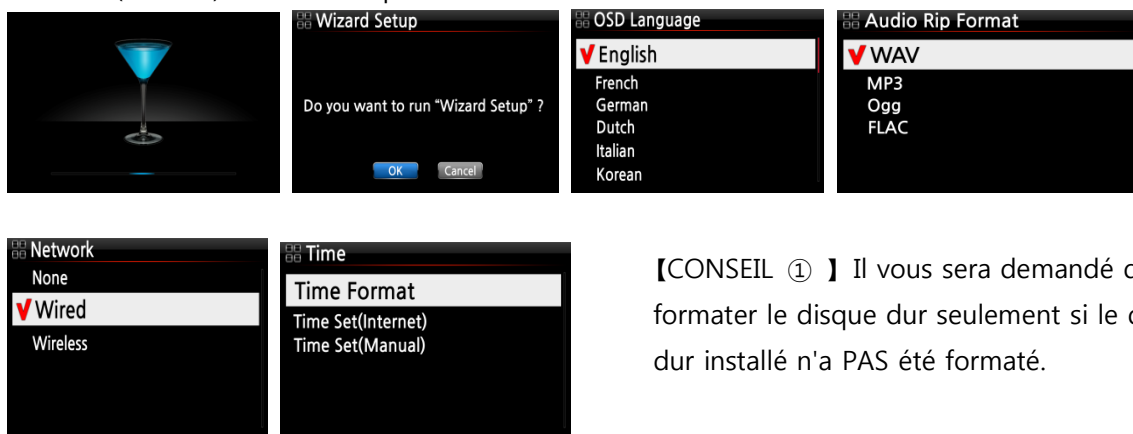 Wizard Setup
Do you want to run “Wizard Setup” ?
OK Cancel
OSD Language
English
French
German
Dutch
Italian
Korean
Audio Rip Format
WAV
MP3
Ogg
FLAC
Network
None
Wired
Wireless
Time
Time Format
Time Set(Internet)
Time Set(Manual)
【CONSEIL ① 】 Il vous sera demandé
formater le disque dur seulement si le
dur installé n'a PAS été formaté.